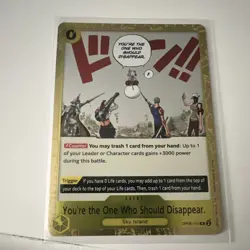 ドン!!
YOU'RE THE
ONE WHO
SHOULD
DISAPPEAR.
Counter You may trash 1 card from your hand: Up to 1
of your Leader or Character cards gains +3000 power
during this battle.
Trigger If you have 0 Life cards, you may add up to 1 card from the top of
your deck to the top of your Life cards. Then, trash 1 card from your hand.
EVENT
You're the One Who Should Disappear.
Sky Island